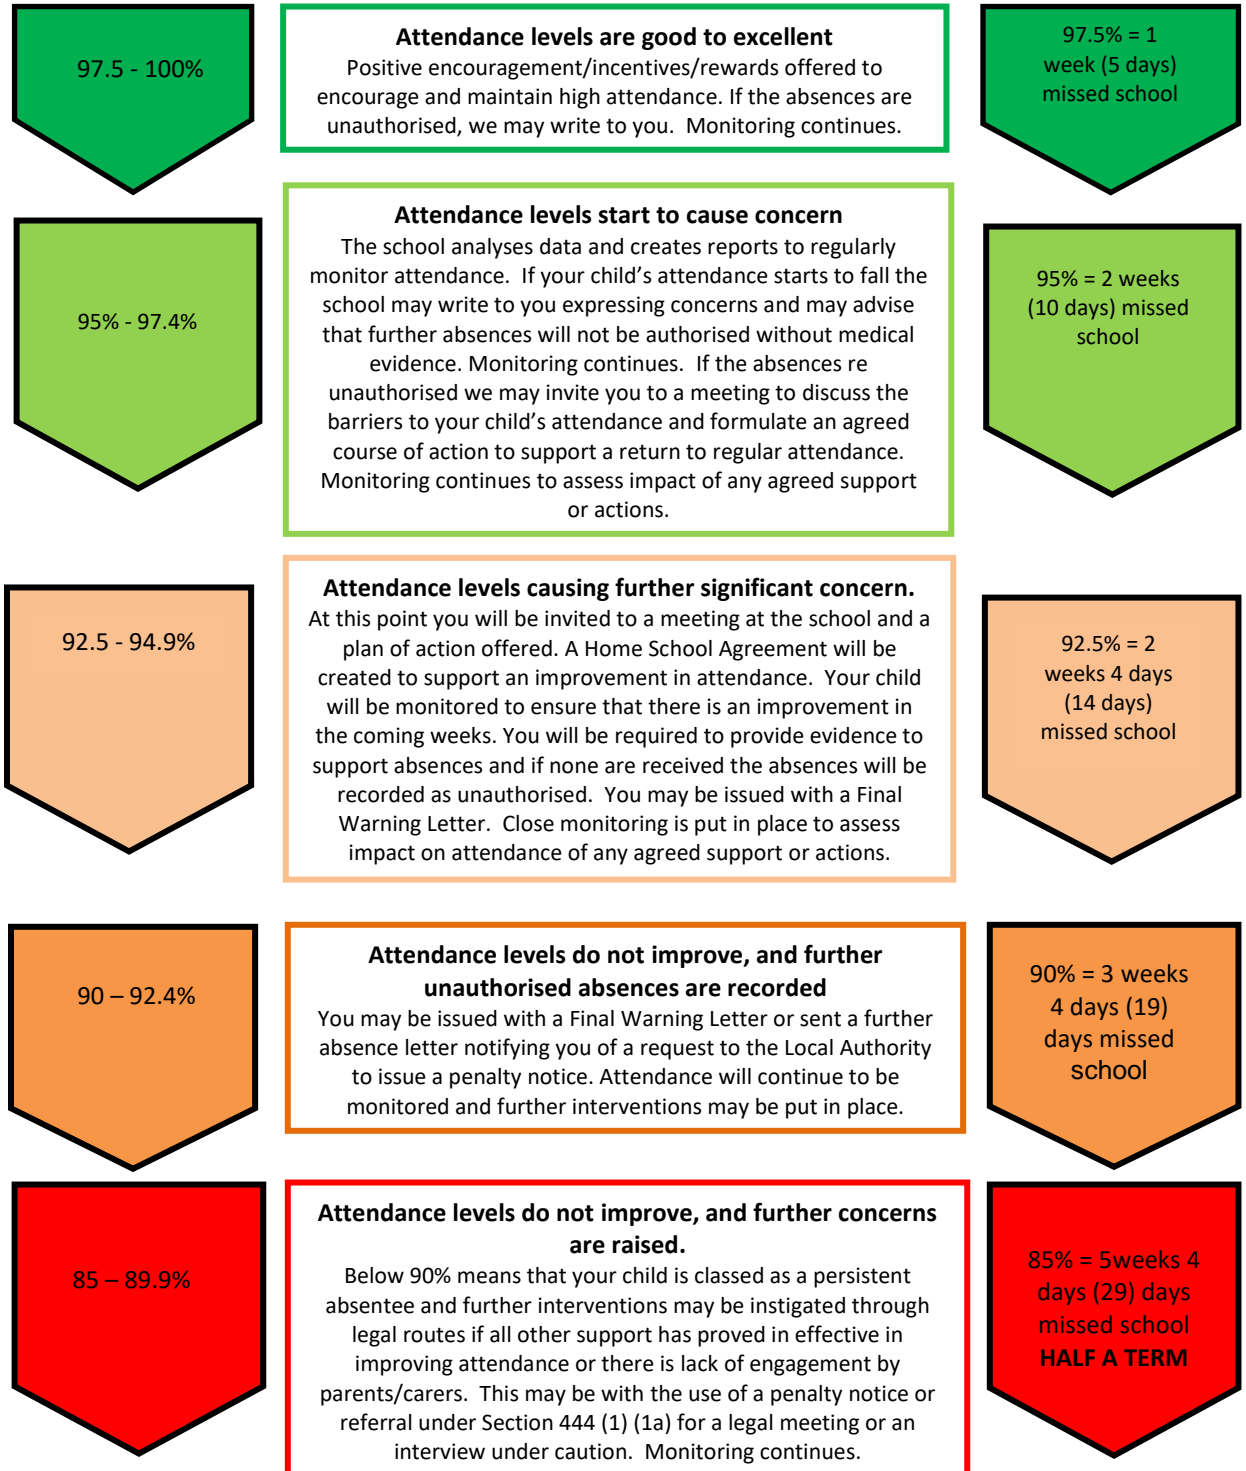 97.5 - 100%
Attendance levels are good to excellent
Positive encouragement/incentives/rewards offered to
encourage and maintain high attendance. If the absences are
unauthorised, we may write to you.  Monitoring continues.
97.5% = 1
week (5 days)
missed school
95% - 97.4%
Attendance levels start to cause concern
The school analyses data and creates reports to regularly
monitor attendance.  If your child’s attendance starts to fall the
school may write to you expressing concerns and may advise
that further absences will not be authorised without medical
evidence. Monitoring continues.  If the absences re
unauthorised we may invite you to a meeting to discuss the
barriers to your child’s attendance and formulate an agreed
course of action to support a return to regular attendance.
Monitoring continues to assess impact of any agreed support
or actions.
95% = 2 weeks
(10 days) missed
school
92.5 - 94.9%
Attendance levels causing further significant concern.
At this point you will be invited to a meeting at the school and a
plan of action offered. A Home School Agreement will be
created to support an improvement in attendance.  Your child
will be monitored to ensure that there is an improvement in
the coming weeks. You will be required to provide evidence to
support absences and if none are received the absences will be
recorded as unauthorised.  You may be issued with a Final
Warning Letter.  Close monitoring is put in place to assess
impact on attendance of any agreed support or actions.
92.5% = 2
weeks 4 days
(14 days)
missed school
90 – 92.4%
Attendance levels do not improve, and further
unauthorised absences are recorded
You may be issued with a Final Warning Letter or sent a further
absence letter notifying you of a request to the Local Authority
to issue a penalty notice. Attendance will continue to be
monitored and further interventions may be put in place.
90% = 3 weeks
4 days (19)
days missed
school
85 – 89.9%
Attendance levels do not improve, and further concerns
are raised.
Below 90% means that your child is classed as a persistent
absentee and further interventions may be instigated through
legal routes if all other support has proved in effective in
improving attendance or there is lack of engagement by
parents/carers.  This may be with the use of a penalty notice or
referral under Section 444 (1) (1a) for a legal meeting or an
interview under caution.  Monitoring continues.
85% = 5weeks 4
days (29) days
missed school
HALF A TERM